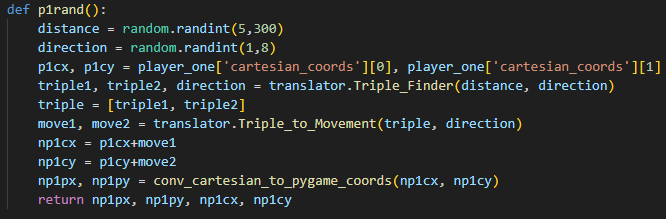 def p1rand():
    distance = random.randint(5,300)
    direction = random.randint(1,8)
    p1cx, p1cy = player_one['cartesian_coords'][0], player_one['cartesian_coords'][1]
    triple1, triple2, direction = translator.Triple_Finder(distance, direction)
    triple = [triple1, triple2]
    move1, move2 = translator.Triple_to_Movement(triple, direction)
    np1cx = p1cx+move1
    np1cy = p1cy+move2
    np1px, np1py = conv_cartesian_to_pygame_coords(np1cx, np1cy)
    return np1px, np1py, np1cx, np1cy